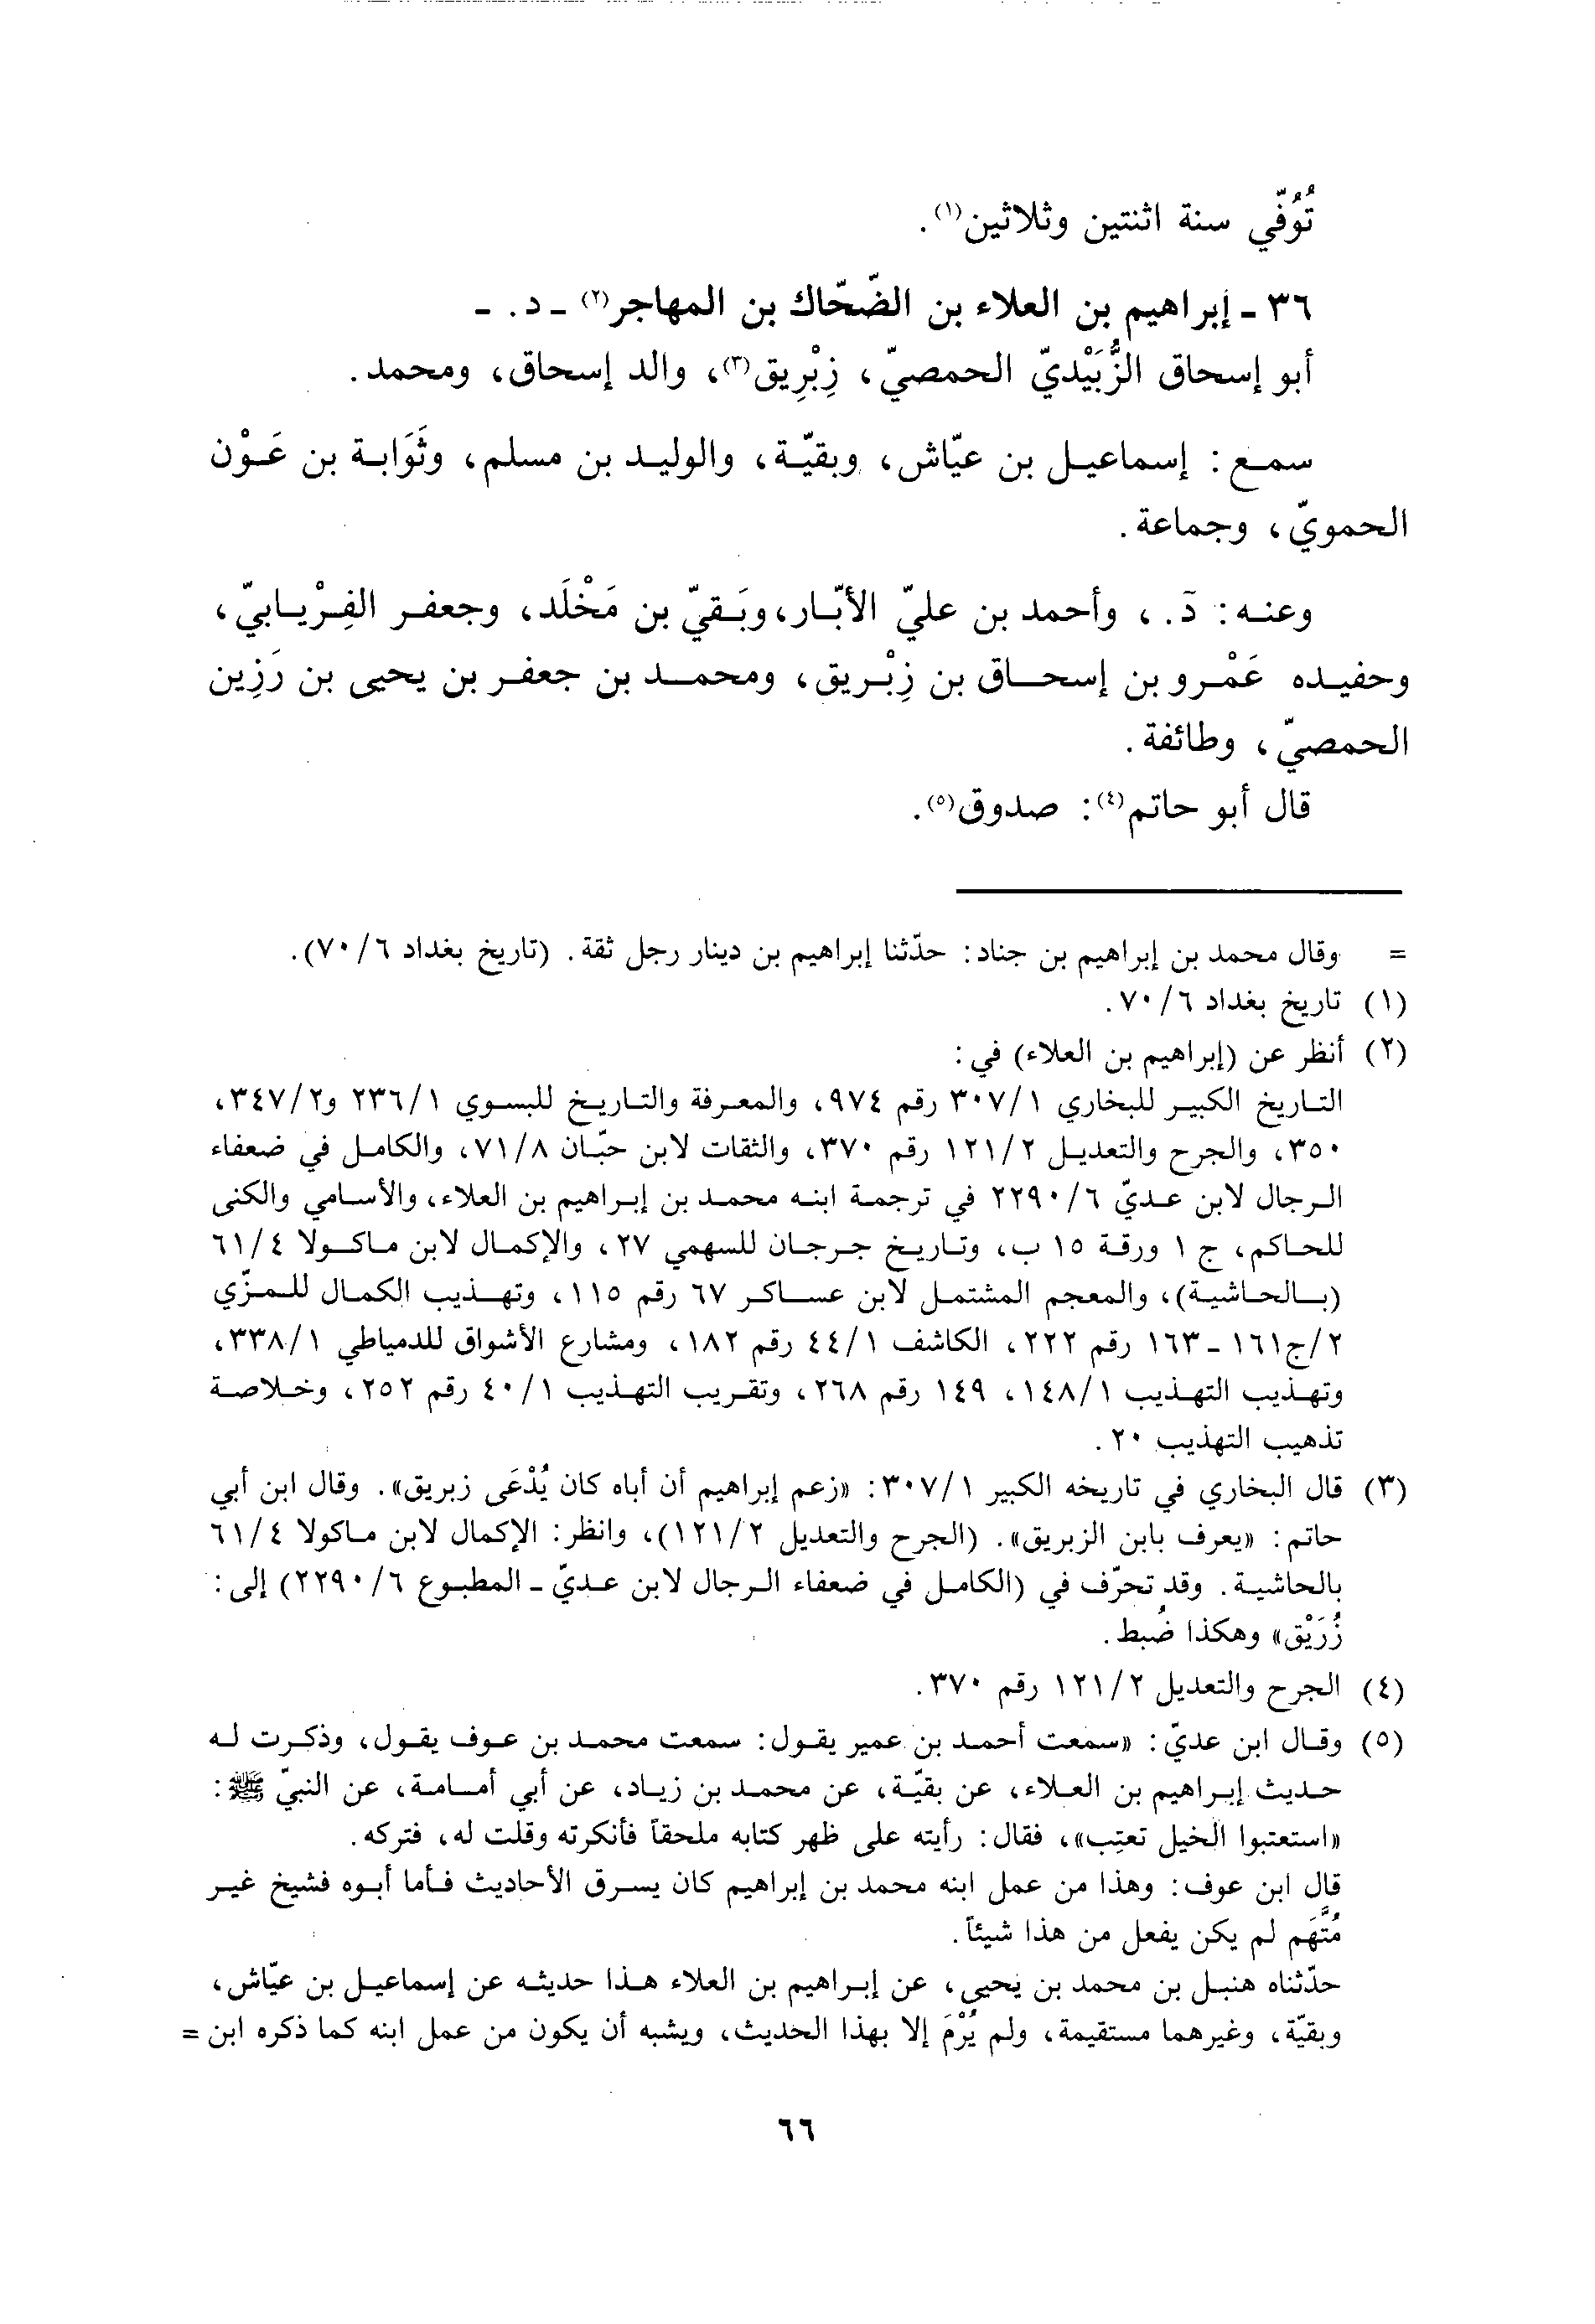 تُوُفّي سنة اثنتين وثلاثين(١).
٣٦ - إبراهيم بن العلاء بن الضّحّاك بن المهاجر(٢) - د. -
أبو إسحاق الزُّبَيْديّ الحمصيّ، زِبْرِيق(٣)، والد إسحاق، ومحمد.
سمع: إسماعيل بن عيّاش، وبقيّة، والوليد بن مسلم، وثَوَابة بن عَوْن
الحمويّ، وجماعة.
وعنه: د.، وأحمد بن عليّ الأبّار، وبَقيّ بن مَخْلَد، وجعفر الفِرْيابيّ،
وحفيده عَمْرو بن إسحاق بن زِبْريق، ومحمد بن جعفر بن يحيى بن رَزِين
الحمصيّ، وطائفة.
قال أبو حاتم(٤): صدوق(٥).
= وقال محمد بن إبراهيم بن جناد: حدّثنا إبراهيم بن دينار رجل ثقة. (تاريخ بغداد ٧٠/٦).
(١) تاريخ بغداد ٧٠/٦.
(٢) أنظر عن (إبراهيم بن العلاء) في:
التاريخ الكبير للبخاري ٣٠٧/١ رقم ٩٧٤، والمعرفة والتاريخ للبسوي ٢٣٦/١ و٣٤٧/٢،
٣٥٠، والجرح والتعديل ١٢١/٢ رقم ٣٧٠، والثقات لابن حبّان ٧١/٨، والكامل في ضعفاء
الرجال لابن عديّ ٢٢٩٠/٦ في ترجمة ابنه محمد بن إبراهيم بن العلاء، والأسامي والكنى
للحاكم، ج ١ ورقة ١٥ ب، وتاريخ جرجان للسهمي ٢٧، والإكمال لابن ماكولا ٦١/٤
(بالحاشية)، والمعجم المشتمل لابن عساكر ٦٧ رقم ١١٥، وتهذيب الكمال للمزّي
٢/ج١٦١ - ١٦٣ رقم ٢٢٢، الكاشف ٤٤/١ رقم ١٨٢، ومشارع الأشواق للدمياطي ٣٣٨/١،
وتهذيب التهذيب ١٤٨/١، ١٤٩ رقم ٢٦٨، وتقريب التهذيب ٤٠/١ رقم ٢٥٢، وخلاصة
تذهيب التهذيب ٢٠.
(٣) قال البخاري في تاريخه الكبير ٣٠٧/١: «زعم إبراهيم أن أباه كان يُدْعَى زبريق». وقال ابن أبي
حاتم: «يعرف بابن الزبريق». (الجرح والتعديل ١٢١/٢)، وانظر: الإكمال لابن ماكولا ٦١/٤
بالحاشية. وقد تحرّف في (الكامل في ضعفاء الرجال لابن عديّ - المطبوع ٢٢٩٠/٦) إلى:
زُرَيْق» وهكذا ضُبط.
(٤) الجرح والتعديل ١٢١/٢ رقم ٣٧٠.
(٥) وقال ابن عديّ: «سمعت أحمد بن عمير يقول: سمعت محمد بن عوف يقول، وذكرت له
حديث إبراهيم بن العلاء، عن بقيّة، عن محمد بن زياد، عن أبي أمامة، عن النبيّ ﷺ:
«استعتبوا الخيل تعتِب»، فقال: رأيته على ظهر كتابه ملحقاً فأنكرته وقلت له، فتركه.
قال ابن عوف: وهذا من عمل ابنه محمد بن إبراهيم كان يسرق الأحاديث فأما أبوه فشيخ غير
مُتَّهَم لم يكن يفعل من هذا شيئاً.
حدّثناه هنبل بن محمد بن يحيى، عن إبراهيم بن العلاء هذا حديثه عن إسماعيل بن عيّاش،
وبقيّة، وغيرهما مستقيمة، ولم يُرْمَ إلا بهذا الحديث، ويشبه أن يكون من عمل ابنه كما ذكره ابن =
٦٦